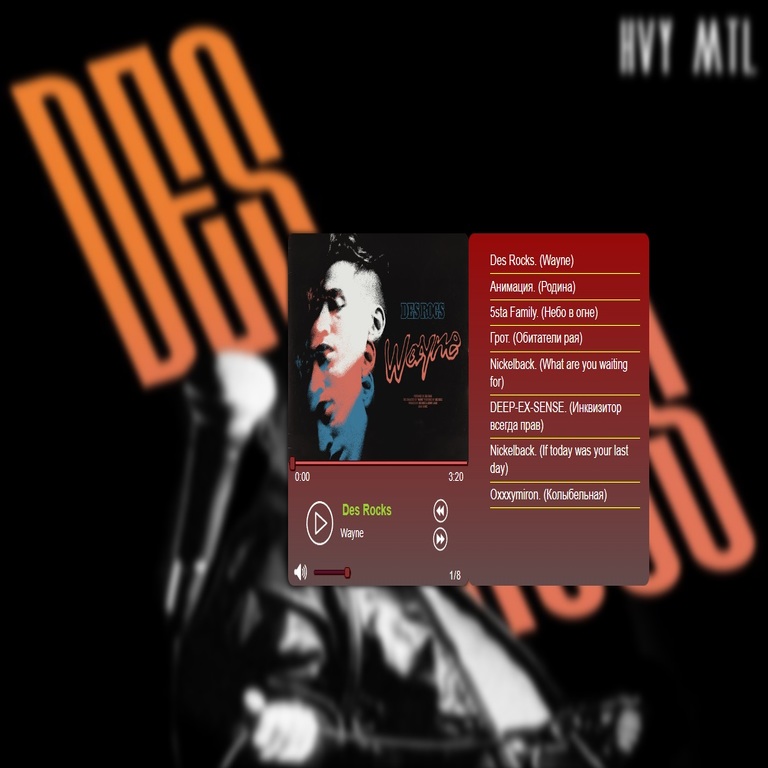 DES
HVY MTL
DES ROCS
Wayne
0:00 3:20
Des Rocks
Wayne
1/8
Des Rocks. (Wayne)
Анимация. (Родина)
5sta Family. (Небо в огне)
Грот. (Обитатели рая)
Nickelback. (What are you waiting
for)
DEEP-EX-SENSE. (Инквизитор
всегда прав)
Nickelback. (If today was your last
day)
Oxxxymiron. (Колыбельная)